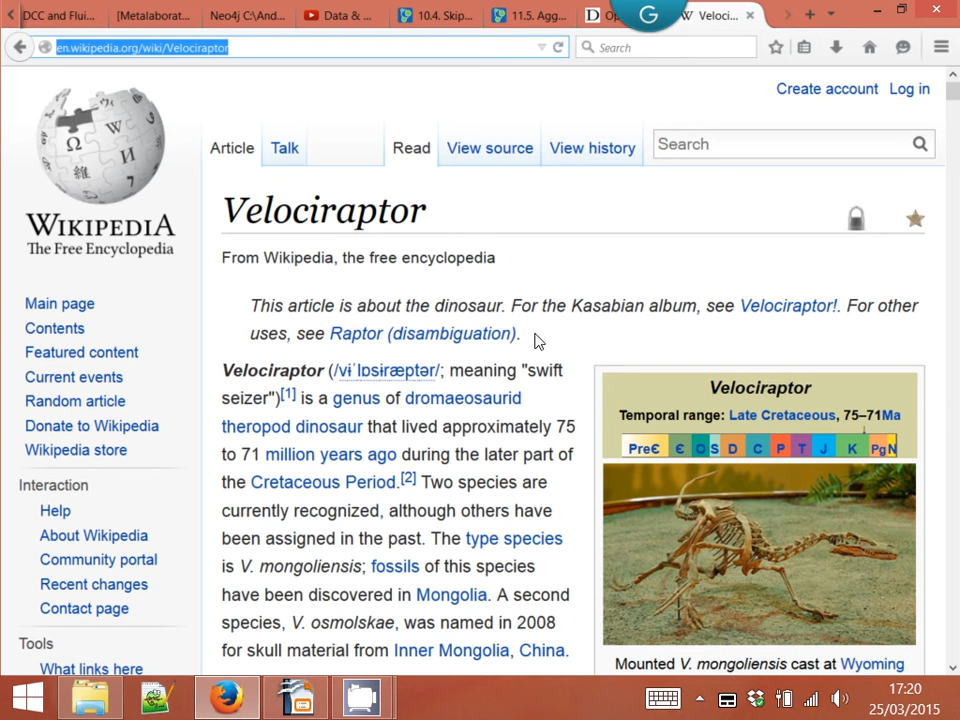 DCC and Flui...
[Metalaborat...
Neo4j C:\And...
Data & ...
10.4. Skip...
11.5. Agg...
Op
G
W Veloci...
en.wikipedia.org/wiki/Velociraptor
Search
Create account Log in
Article Talk Read View source View history Search
WIKIPEDIA
The Free Encyclopedia
Main page
Contents
Featured content
Current events
Random article
Donate to Wikipedia
Wikipedia store
Interaction
Help
About Wikipedia
Community portal
Recent changes
Contact page
Tools
What links here
Velociraptor
From Wikipedia, the free encyclopedia
This article is about the dinosaur. For the Kasabian album, see Velociraptor!. For other
uses, see Raptor (disambiguation).
Velociraptor (/vɨˈlɒsɨræptər/; meaning "swift
seizer")[1] is a genus of dromaeosaurid
theropod dinosaur that lived approximately 75
to 71 million years ago during the later part of
the Cretaceous Period.[2] Two species are
currently recognized, although others have
been assigned in the past. The type species
is V. mongoliensis; fossils of this species
have been discovered in Mongolia. A second
species, V. osmolskae, was named in 2008
for skull material from Inner Mongolia, China.
Velociraptor
Temporal range: Late Cretaceous, 75–71Ma
PreЄ Є O S D C P T J K Pg N
Mounted V. mongoliensis cast at Wyoming
17:20
25/03/2015